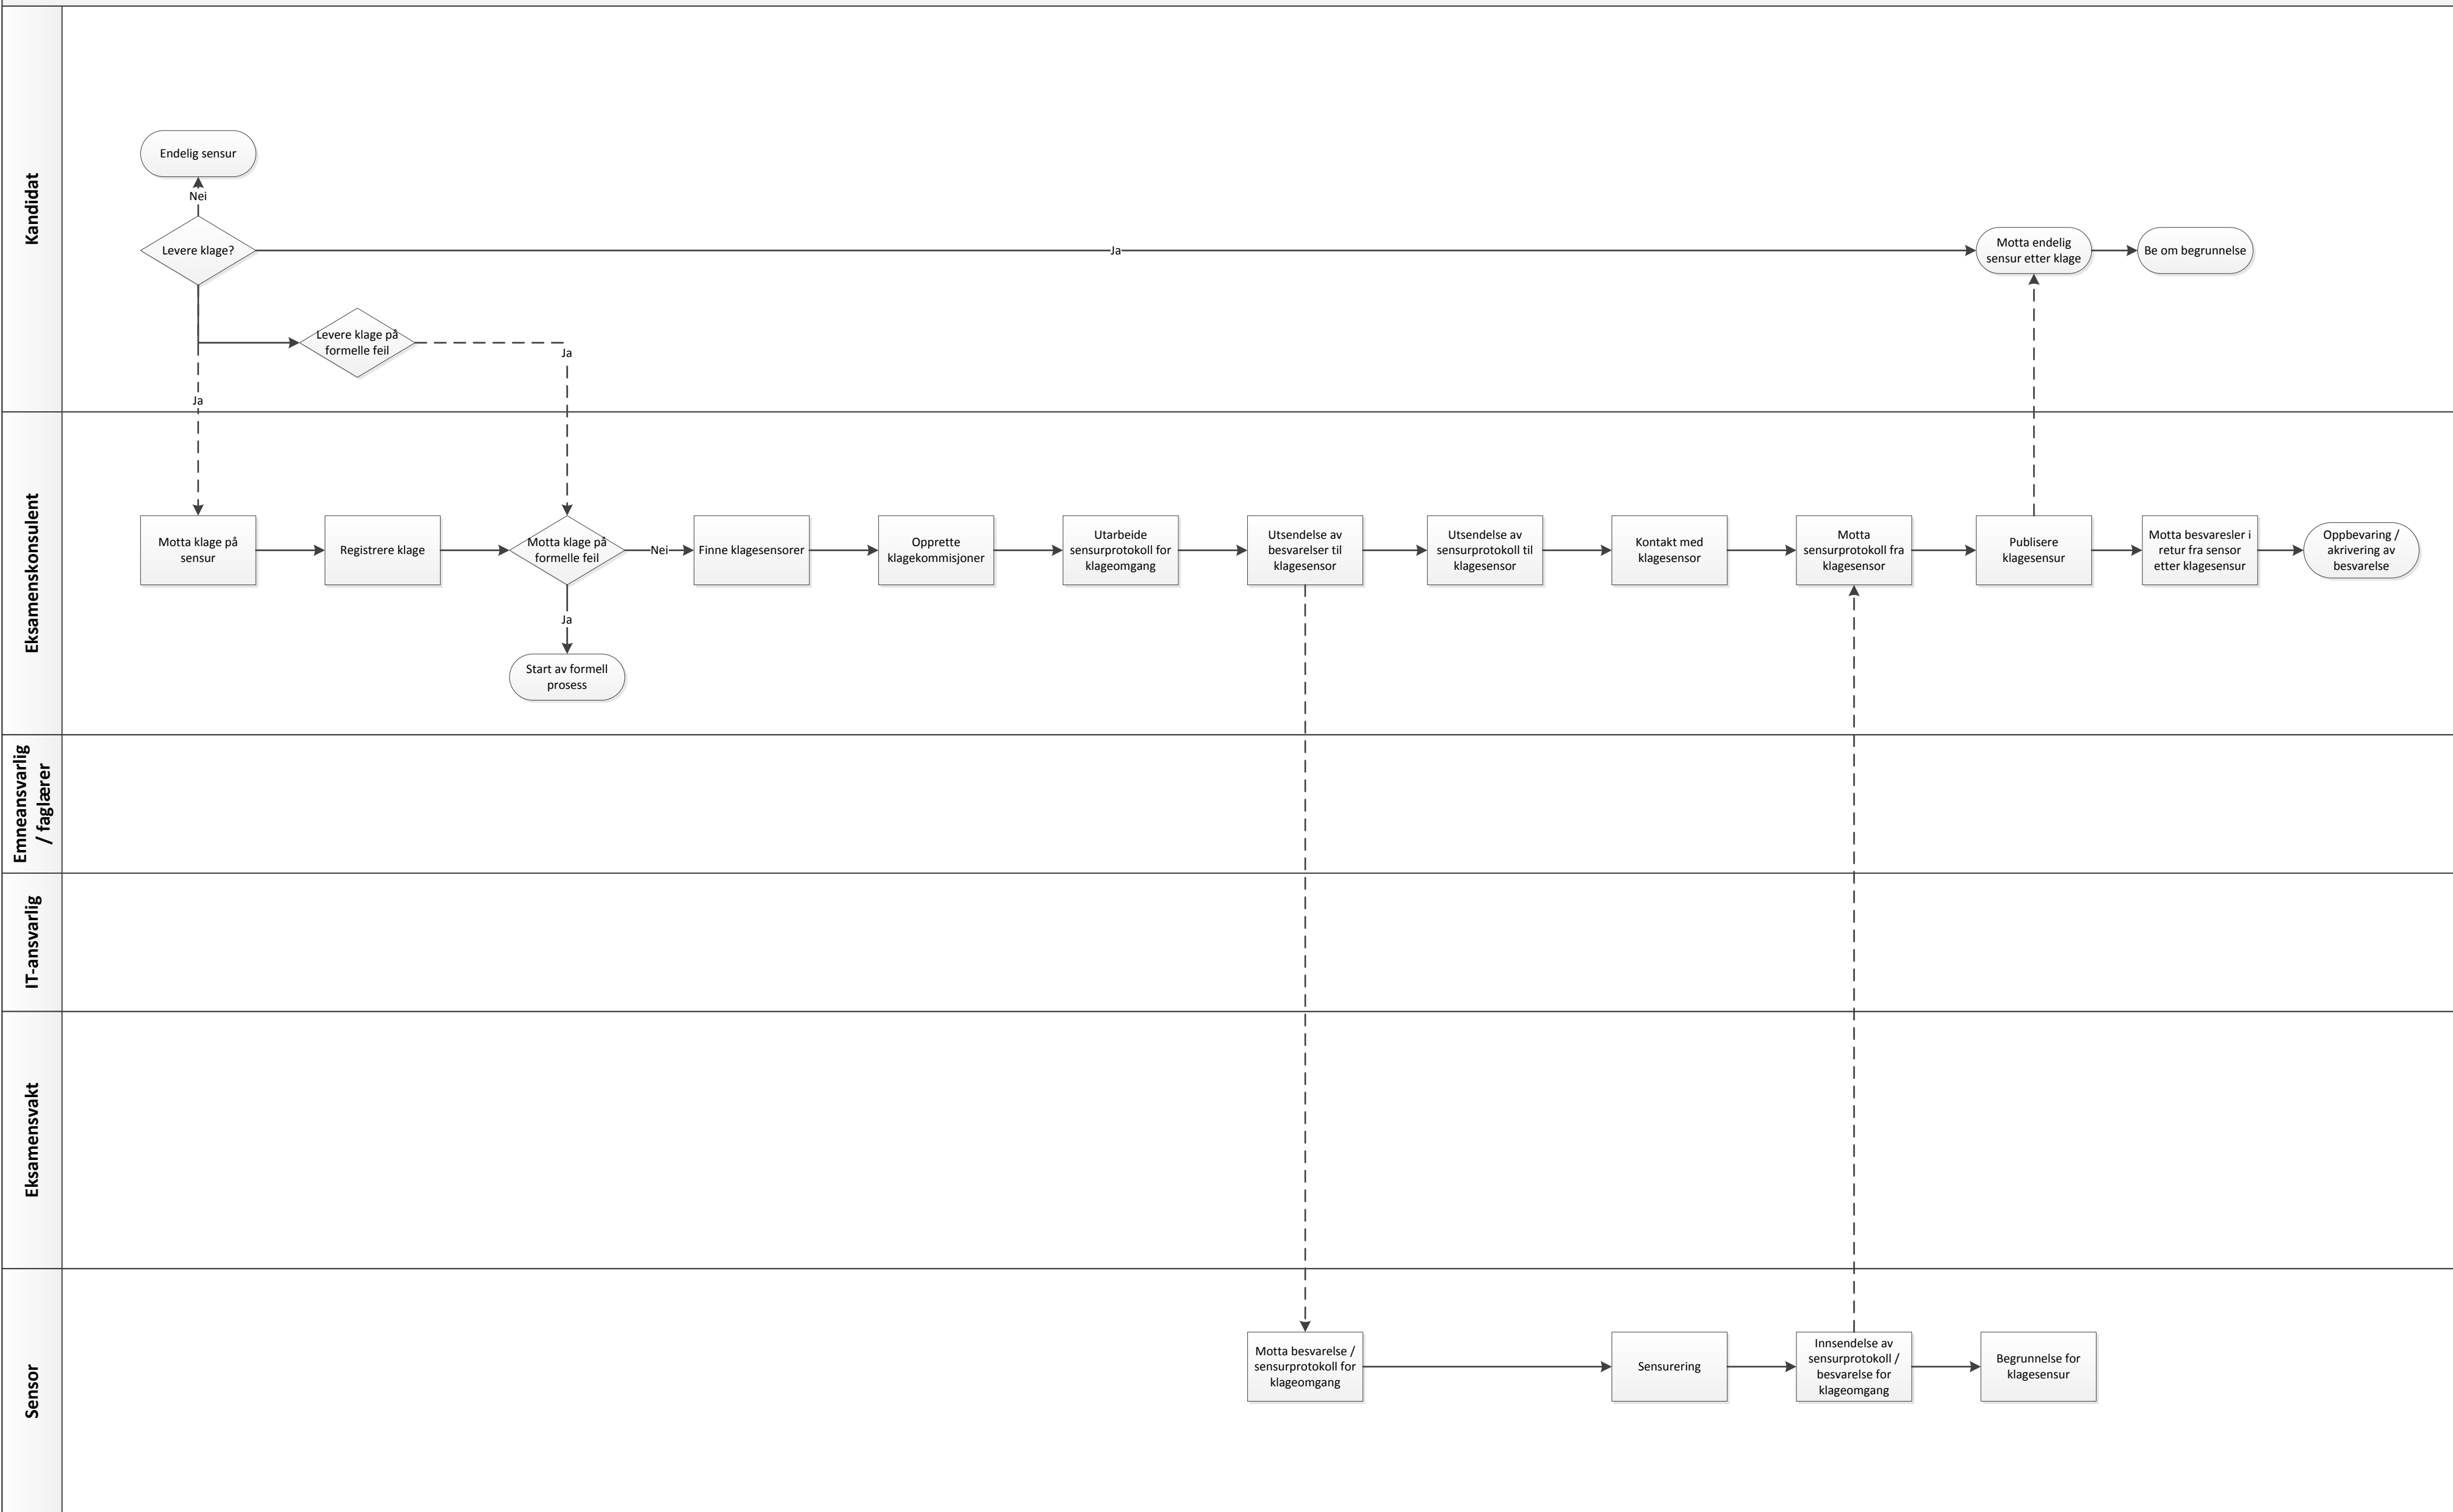 Kandidat
Endelig sensur
Nei
Levere klage?
Ja
Motta endelig
sensur etter klage
Be om begrunnelse
Levere klage på
formelle feil
Ja
Ja
Eksamenskonsulent
Motta klage på
sensur
Registrere klage
Motta klage på
formelle feil
Nei
Finne klagesensorer
Opprette
klagekommisjoner
Utarbeide
sensurprotokoll for
klageomgang
Utsendelse av
besvarelser til
klagesensor
Utsendelse av
sensurprotokoll til
klagesensor
Kontakt med
klagesensor
Motta
sensurprotokoll fra
klagesensor
Publisere
klagesensur
Motta besvaresler i
retur fra sensor
etter klagesensur
Oppbevaring /
akrivering av
besvarelse
Ja
Start av formell
prosess
Emneansvarlig
/ faglærer
IT-ansvarlig
Eksamensvakt
Sensor
Motta besvarelse /
sensurprotokoll for
klageomgang
Sensurering
Innsendelse av
sensurprotokoll /
besvarelse for
klageomgang
Begrunnelse for
klagesensur